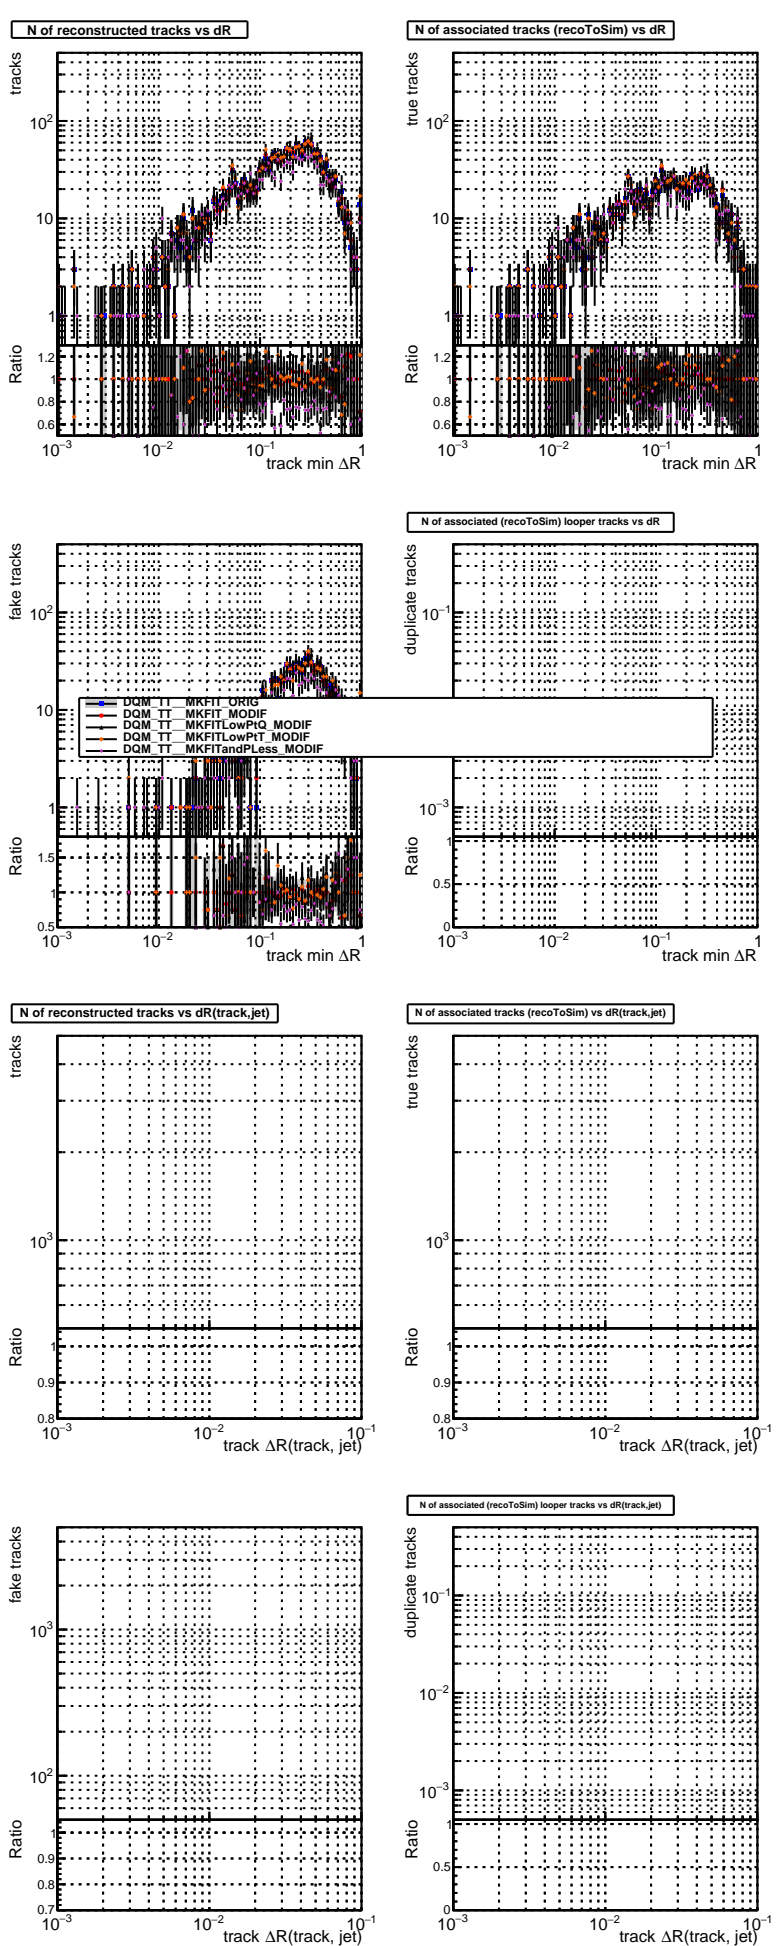 N of reconstructed tracks vs dR
tracks
10²
10
1
Ratio
1.2
1
0.8
0.6
10⁻³ 10⁻² 10⁻¹ 1
track min ΔR
N of associated tracks (recoToSim) vs dR
true tracks
10²
10
1
Ratio
1.2
1
0.8
0.6
10⁻³ 10⁻² 10⁻¹ 1
track min ΔR
fake tracks
10²
10
1
Ratio
1.5
1
0.5
10⁻³ 10⁻² 10⁻¹ 1
track min ΔR
N of associated (recoToSim) looper tracks vs dR
duplicate tracks
10⁻¹
10⁻³
Ratio
1
0.5
0
10⁻³ 10⁻² 10⁻¹ 1
track min ΔR
DQM_TT__MKFIT_ORIG
DQM_TT__MKFIT_MODIF
DQM_TT__MKFITLowPtQ_MODIF
DQM_TT__MKFITLowPtT_MODIF
DQM_TT__MKFITandPLess_MODIF
N of reconstructed tracks vs dR(track,jet)
tracks
10³
Ratio
1
0.9
0.8
10⁻³ 10⁻² 10⁻¹
track ΔR(track, jet)
N of associated tracks (recoToSim) vs dR(track,jet)
true tracks
10³
Ratio
1
0.9
0.8
10⁻³ 10⁻² 10⁻¹
track ΔR(track, jet)
fake tracks
10³
10²
Ratio
1
0.9
0.8
0.7
10⁻³ 10⁻² 10⁻¹
track ΔR(track, jet)
N of associated (recoToSim) looper tracks vs dR(track,jet)
duplicate tracks
10⁻¹
10⁻²
10⁻³
Ratio
1
0.5
0
10⁻³ 10⁻² 10⁻¹
track ΔR(track, jet)